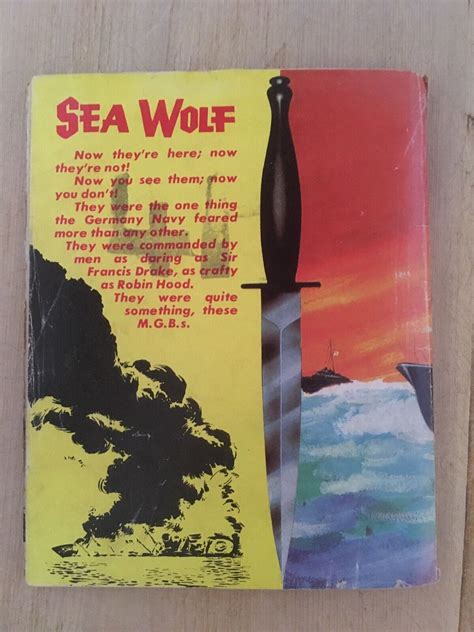 SEA WOLF
Now they're here; now
they're not!
Now you see them; now
you don't!
They were the one thing
the Germany Navy feared
more than any other.
They were commanded by
men as daring as Sir
Francis Drake, as crafty
as Robin Hood.
They were quite
something, these
M.G.B.s.